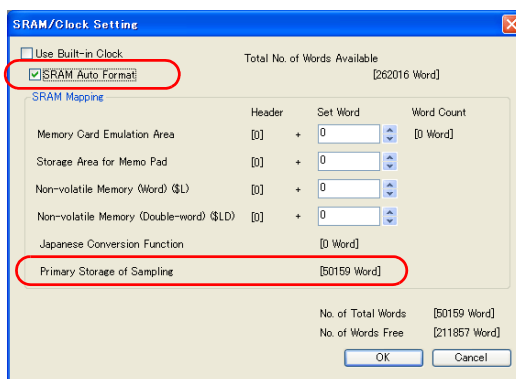 SRAM/Clock Setting
Use Built-in Clock
Total No. of Words Available
SRAM Auto Format
[262016 Word]
SRAM Mapping
Header Set Word Word Count
Memory Card Emulation Area [0] + 0 [0 Word]
Storage Area for Memo Pad [0] + 0
Non-volatile Memory (Word) ($L) [0] + 0
Non-volatile Memory (Double-word) ($LD) [0] + 0
Japanese Conversion Function [0 Word]
Primary Storage of Sampling [50159 Word]
No. of Total Words [50159 Word]
No. of Words Free [211857 Word]
OK Cancel